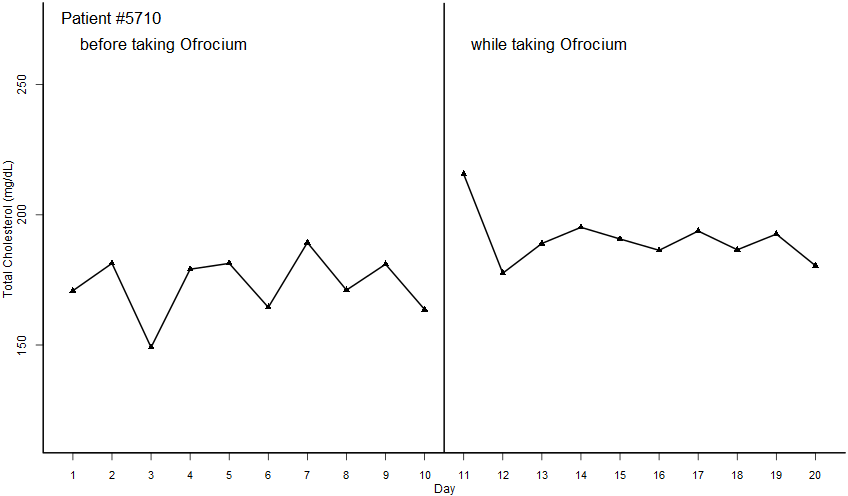 Patient #5710
before taking Ofrocium
while taking Ofrocium
250
200
150
Total Cholesterol (mg/dL)
1 2 3 4 5 6 7 8 9 10 11 12 13 14 15 16 17 18 19 20
Day